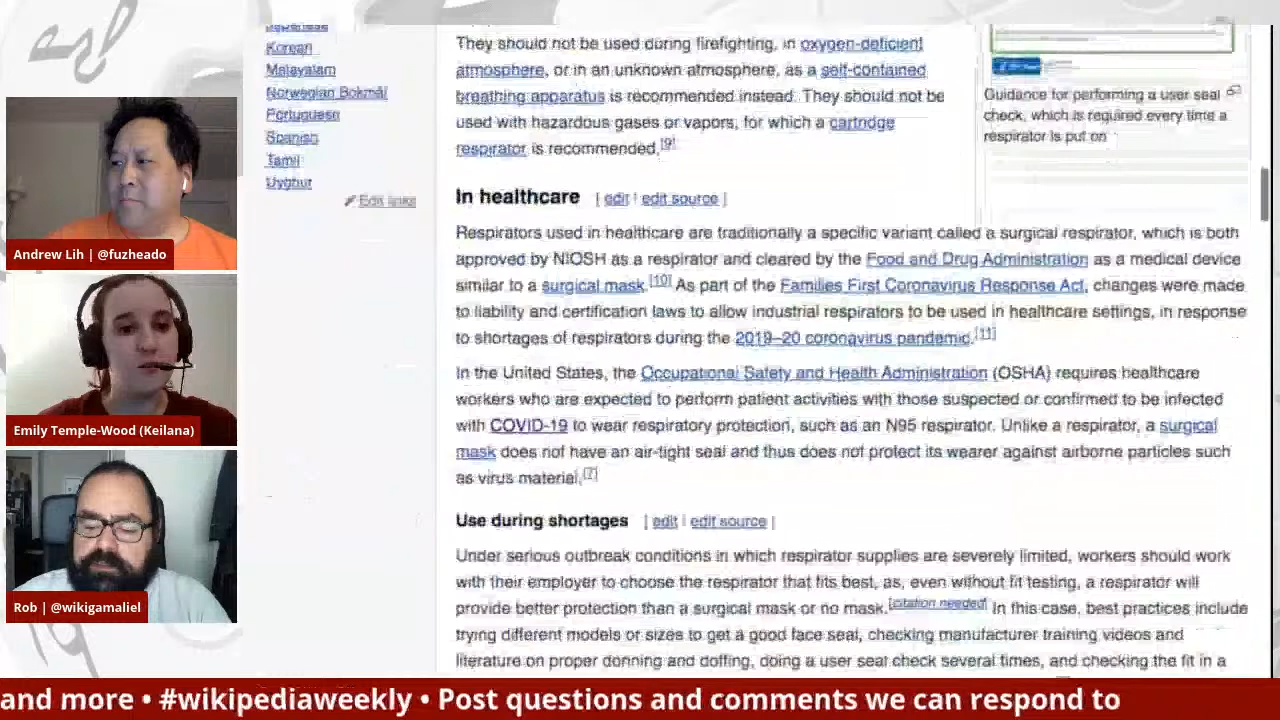 Japanese
Korean
Malayalam
Norwegian Bokmål
Portuguese
Spanish
Tamil
Uyghur
Edit links
They should not be used during firefighting, in oxygen-deficient
atmosphere, or in an unknown atmosphere, as a self-contained
breathing apparatus is recommended instead. They should not be
used with hazardous gases or vapors, for which a cartridge
respirator is recommended.[9]
Guidance for performing a user seal
check, which is required every time a
respirator is put on
In healthcare [ edit | edit source ]
Respirators used in healthcare are traditionally a specific variant called a surgical respirator, which is both
approved by NIOSH as a respirator and cleared by the Food and Drug Administration as a medical device
similar to a surgical mask.[10] As part of the Families First Coronavirus Response Act, changes were made
to liability and certification laws to allow industrial respirators to be used in healthcare settings, in response
to shortages of respirators during the 2019–20 coronavirus pandemic.[11]
In the United States, the Occupational Safety and Health Administration (OSHA) requires healthcare
workers who are expected to perform patient activities with those suspected or confirmed to be infected
with COVID-19 to wear respiratory protection, such as an N95 respirator. Unlike a respirator, a surgical
mask does not have an air-tight seal and thus does not protect its wearer against airborne particles such
as virus material.[7]
Use during shortages [ edit | edit source ]
Under serious outbreak conditions in which respirator supplies are severely limited, workers should work
with their employer to choose the respirator that fits best, as, even without fit testing, a respirator will
provide better protection than a surgical mask or no mask.[citation needed] In this case, best practices include
trying different models or sizes to get a good face seal, checking manufacturer training videos and
literature on proper donning and doffing, doing a user seal check several times, and checking the fit in a
Andrew Lih | @fuzheado
Emily Temple-Wood (Keilana)
Rob | @wikigamaliel
and more • #wikipediaweekly • Post questions and comments we can respond to